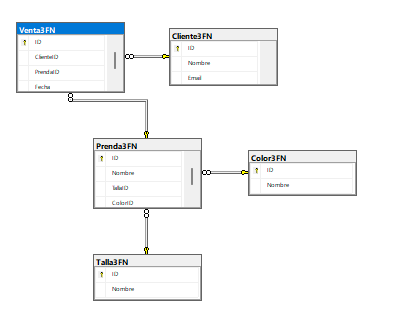 Venta3FN
ID
ClienteID
PrendaID
Fecha
Cliente3FN
ID
Nombre
Email
Prenda3FN
ID
Nombre
TallaID
ColorID
Color3FN
ID
Nombre
Talla3FN
ID
Nombre